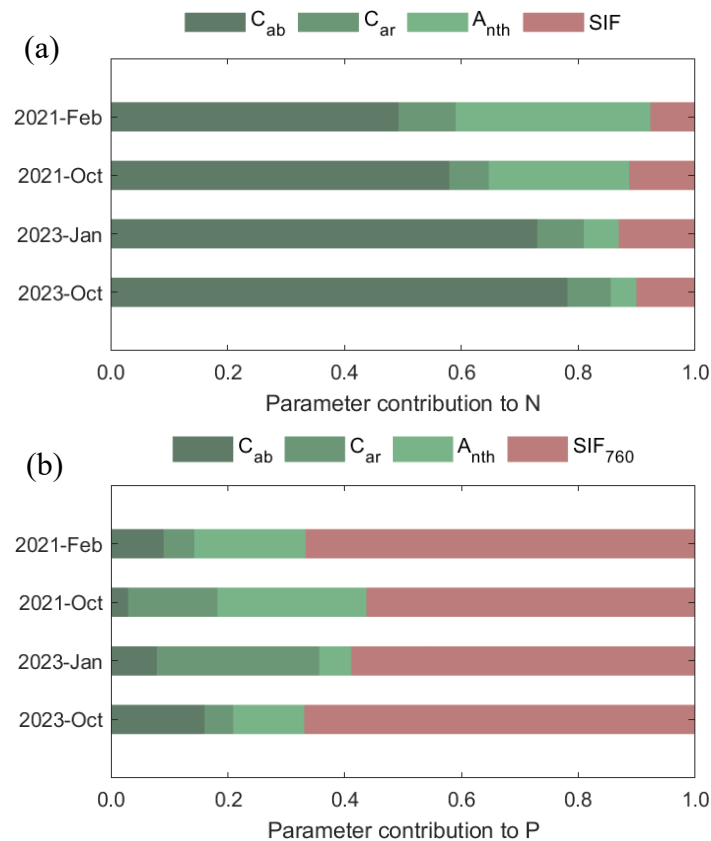 C_ab C_ar A_nth SIF
(a)
2021-Feb
2021-Oct
2023-Jan
2023-Oct
0.0 0.2 0.4 0.6 0.8 1.0
Parameter contribution to N
C_ab C_ar A_nth SIF_760
(b)
2021-Feb
2021-Oct
2023-Jan
2023-Oct
0.0 0.2 0.4 0.6 0.8 1.0
Parameter contribution to P